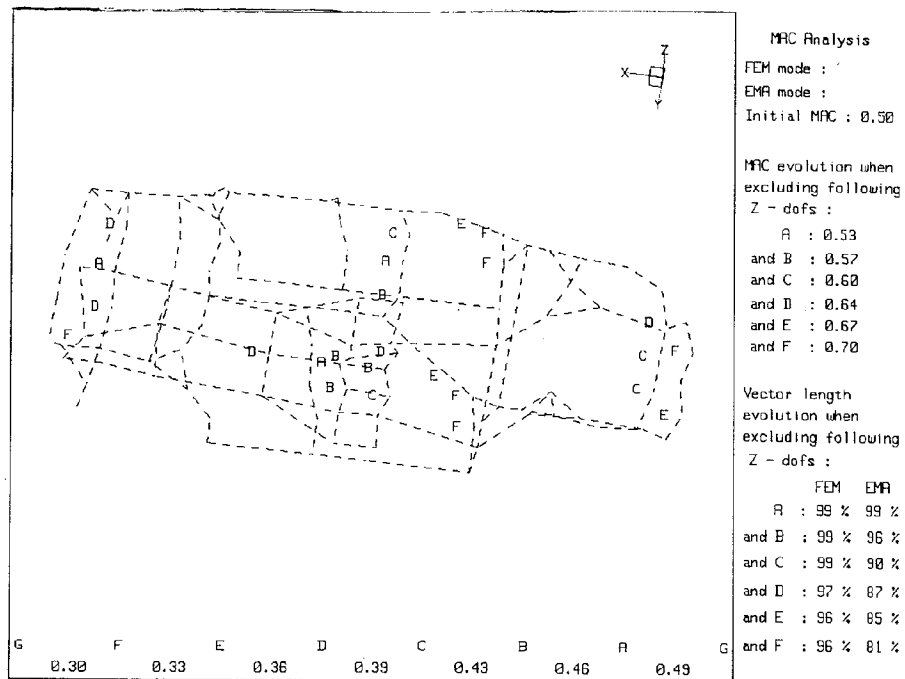 MAC Analysis
FEM mode :
EMA mode :
Initial MAC : 0.50
MAC evolution when
excluding following
Z - dofs :
A : 0.53
and B : 0.57
and C : 0.60
and D : 0.64
and E : 0.67
and F : 0.70
Vector length
evolution when
excluding following
Z - dofs :
FEM EMA
A : 99 % 99 %
and B : 99 % 96 %
and C : 99 % 90 %
and D : 97 % 87 %
and E : 96 % 85 %
and F : 96 % 81 %
Z
X
Y
D
C
E
F
A
A
F
B
D
D
F
D
B
D
C
F
A
B
E
B
C
F
C
E
F
G F E D C B A G
0.30 0.33 0.36 0.39 0.43 0.46 0.49